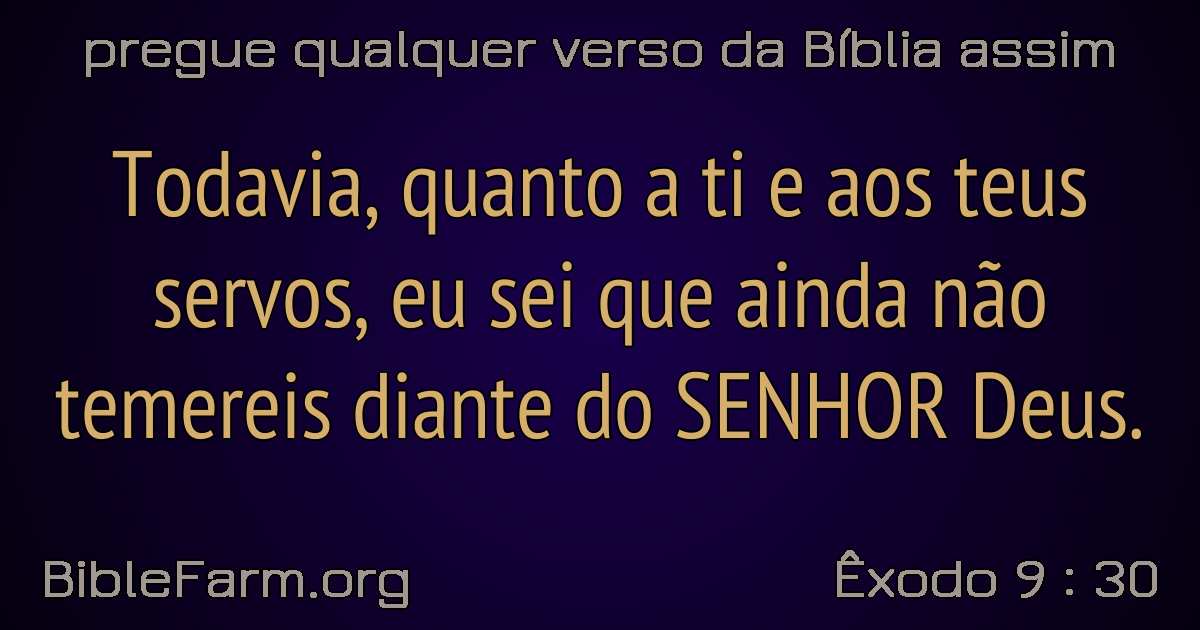 pregue qualquer verso da Bíblia assim
Todavia, quanto a ti e aos teus
servos, eu sei que ainda não
temereis diante do SENHOR Deus.
BibleFarm.org
Êxodo 9 : 30